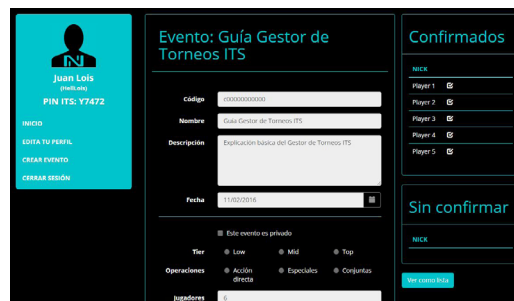 Juan Lois
(HellLois)
PIN ITS: Y7472
INICIO
EDITA TU PERFIL
CREAR EVENTO
CERRAR SESIÓN
Evento: Guía Gestor de
Torneos ITS
Código
r00000000000
Nombre
Guía Gestor de Torneos ITS
Descripción
Explicación básica del Gestor de Torneos ITS
Fecha
11/02/2016
Este evento es privado
Tier
Low
Mid
Top
Operaciones
Acción
directa
Especiales
Conjuntas
Jugadores
6
Confirmados
NICK
Player 1
Player 2
Player 3
Player 4
Player 5
Sin confirmar
NICK
Ver como lista